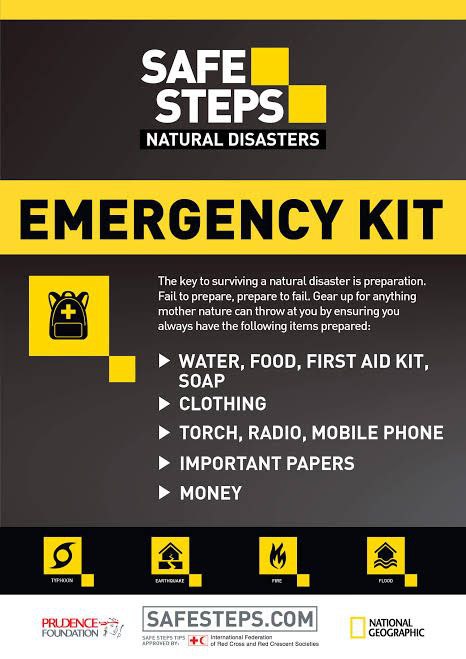 SAFE
STEPS
NATURAL DISASTERS
EMERGENCY KIT
The key to surviving a natural disaster is preparation.
Fail to prepare, prepare to fail. Gear up for anything
mother nature can throw at you by ensuring you
always have the following items prepared:
WATER, FOOD, FIRST AID KIT,
SOAP
CLOTHING
TORCH, RADIO, MOBILE PHONE
IMPORTANT PAPERS
MONEY
TYPHOON
EARTHQUAKE
FIRE
FLOOD
PRUDENCE
FOUNDATION
SAFESTEPS.COM
SAFE STEPS TIPS
APPROVED BY:
International Federation
of Red Cross and Red Crescent Societies
NATIONAL
GEOGRAPHIC